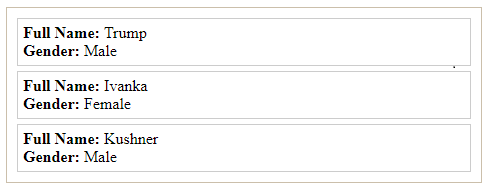 Full Name: Trump
Gender: Male
Full Name: Ivanka
Gender: Female
Full Name: Kushner
Gender: Male